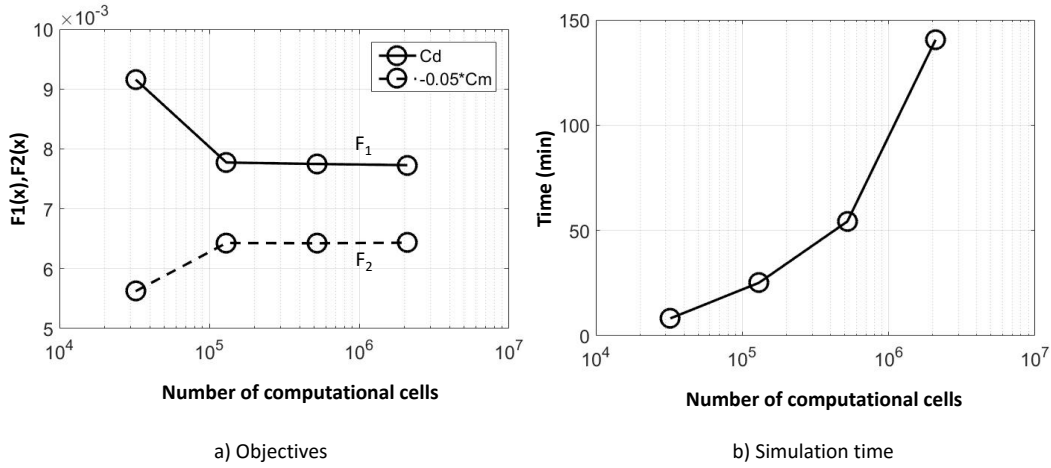 ×10⁻³
10
9
8
7
6
5
F1(x),F2(x)
Cd
-0.05*Cm
F₁
F₂
10⁴ 10⁵ 10⁶ 10⁷
Number of computational cells
a) Objectives
150
100
50
0
Time (min)
10⁴ 10⁵ 10⁶ 10⁷
Number of computational cells
b) Simulation time